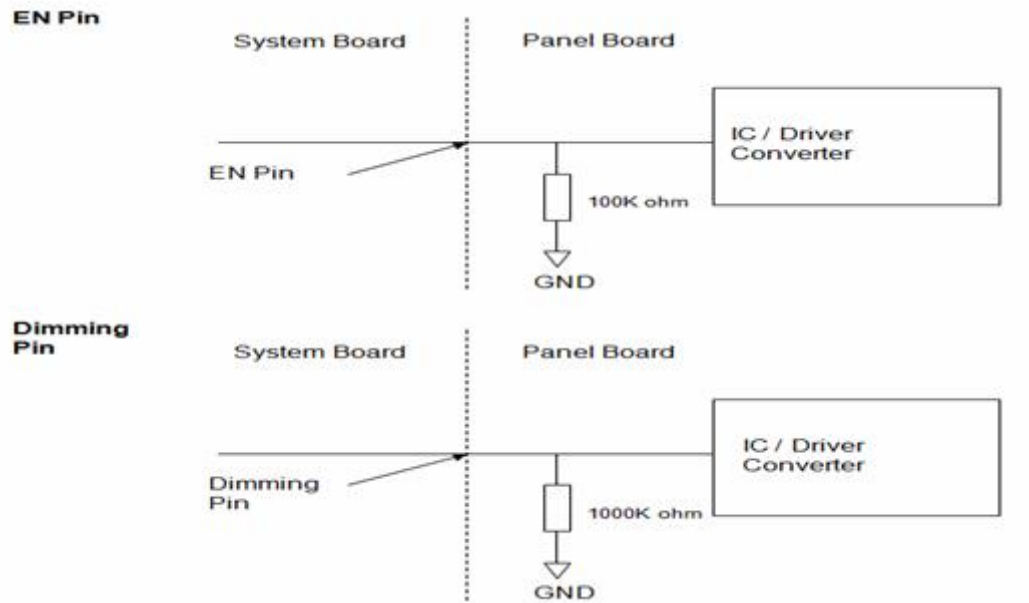 EN Pin
System Board
Panel Board
IC / Driver
Converter
EN Pin
100K ohm
GND
Dimming
Pin
System Board
Panel Board
IC / Driver
Converter
Dimming
Pin
1000K ohm
GND